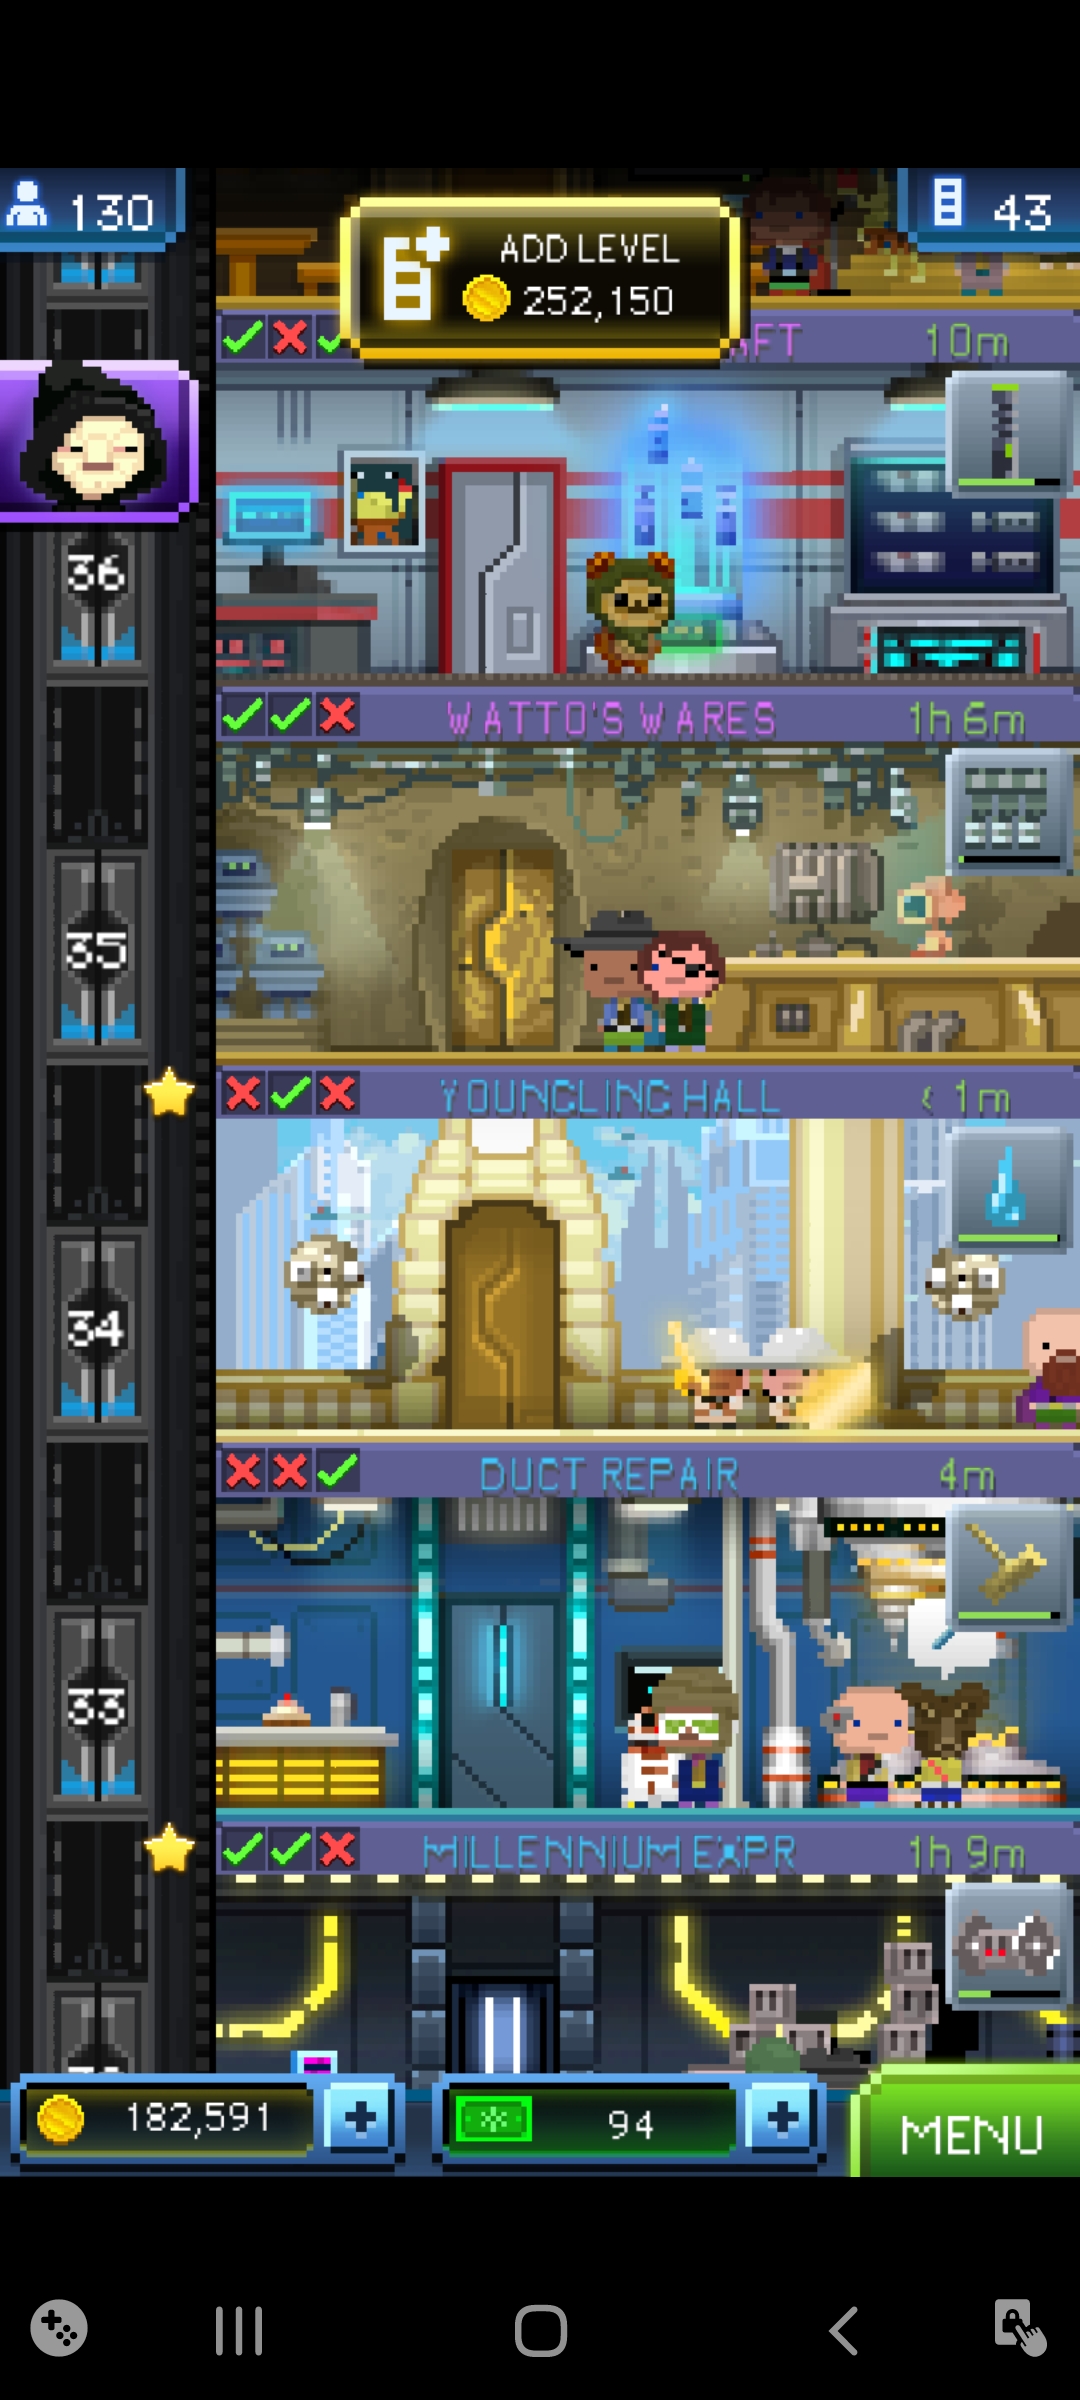 130
43
ADD LEVEL
252,150
10m
36
WATTO'S WARES
1h 6m
35
YOUNGLING HALL
< 1m
34
DUCT REPAIR
4m
33
MILLENNIUM EXPR
1h 9m
182,591
94
MENU